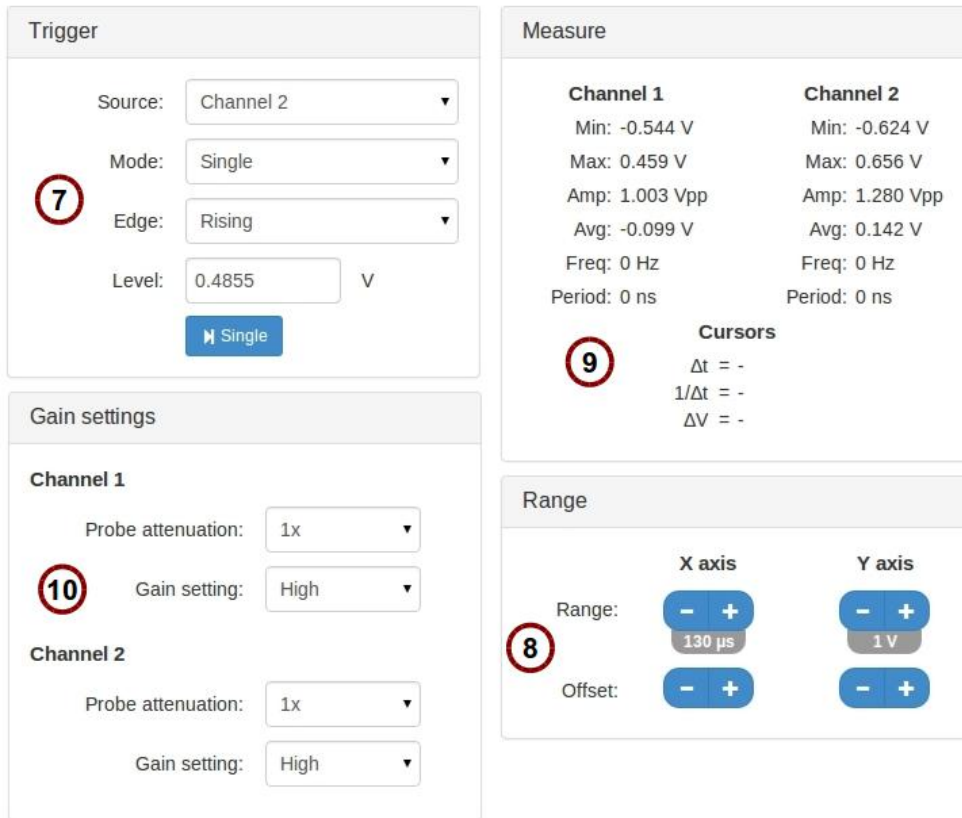 Trigger
Source: Channel 2
Mode: Single
7
Edge: Rising
Level: 0.4855 V
Single
Gain settings
Channel 1
Probe attenuation: 1x
10
Gain setting: High
Channel 2
Probe attenuation: 1x
Gain setting: High
Measure
Channel 1 Channel 2
Min: -0.544 V Min: -0.624 V
Max: 0.459 V Max: 0.656 V
Amp: 1.003 Vpp Amp: 1.280 Vpp
Avg: -0.099 V Avg: 0.142 V
Freq: 0 Hz Freq: 0 Hz
Period: 0 ns Period: 0 ns
Cursors
9
Δt = -
1/Δt = -
ΔV = -
Range
X axis Y axis
Range: - + - +
130 µs 1 V
8
Offset: - + - +